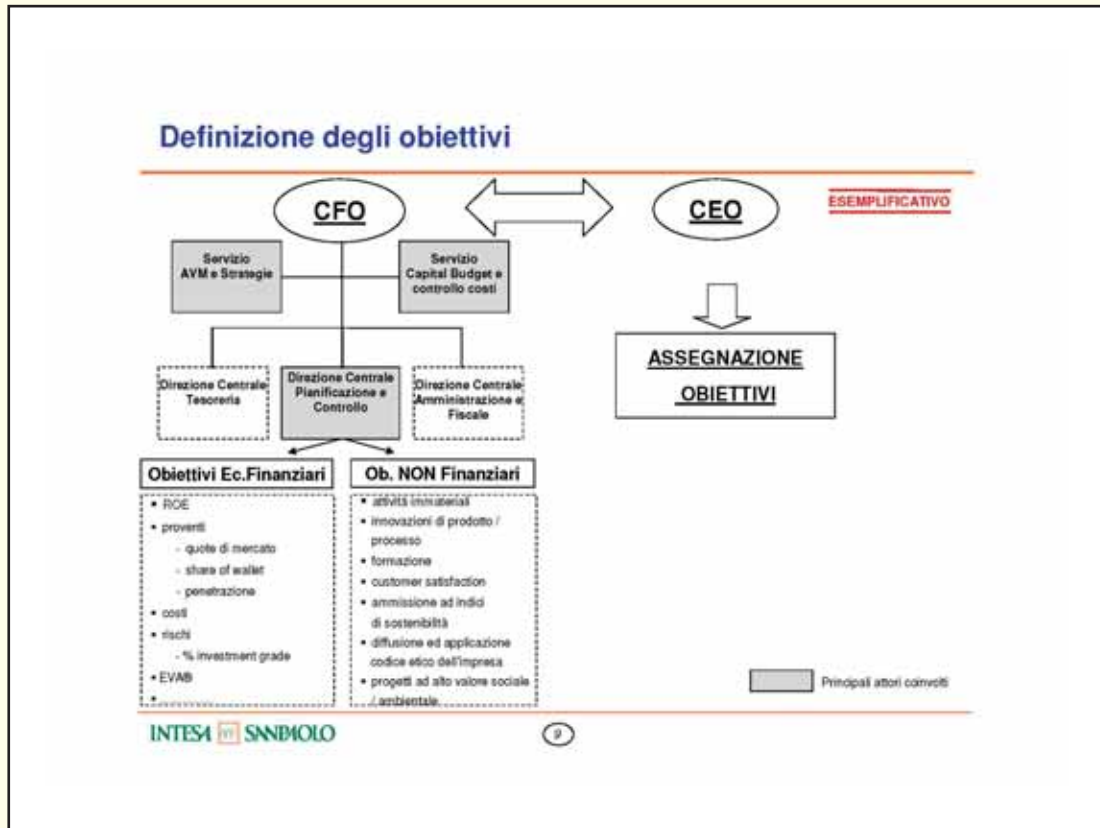 Definizione degli obiettivi
CFO
CEO
ESEMPLIFICATIVO
Servizio
AVM e Strategie
Servizio
Capital Budget e
controllo costi
ASSEGNAZIONE
OBIETTIVI
Direzione Centrale
Tesoreria
Direzione Centrale
Pianificazione e
Controllo
Direzione Centrale
Amministrazione e
Fiscale
Obiettivi Ec.Finanziari
• ROE
• proventi
- quote di mercato
- share of wallet
- penetrazione
• costi
• rischi
- % investment grade
• EVA®
• ................
Ob. NON Finanziari
• attività immateriali
• innovazioni di prodotto /
processo
• formazione
• customer satisfaction
• ammissione ad indici
di sostenibilità
• diffusione ed applicazione
codice etico dell'impresa
• progetti ad alto valore sociale
/ ambientale
Principali attori coinvolti
INTESA SANPAOLO
9